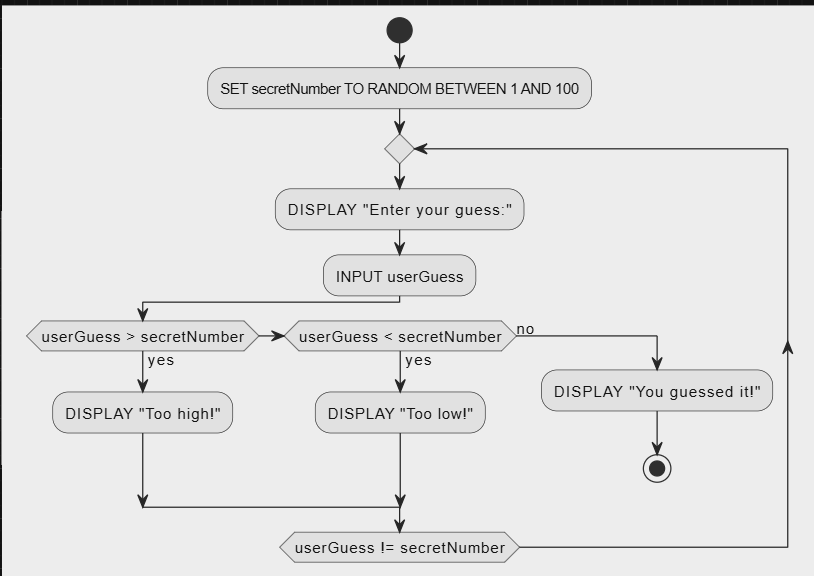 SET secretNumber TO RANDOM BETWEEN 1 AND 100
DISPLAY "Enter your guess:"
INPUT userGuess
userGuess > secretNumber
userGuess < secretNumber
no
yes
yes
DISPLAY "Too high!"
DISPLAY "Too low!"
DISPLAY "You guessed it!"
userGuess != secretNumber